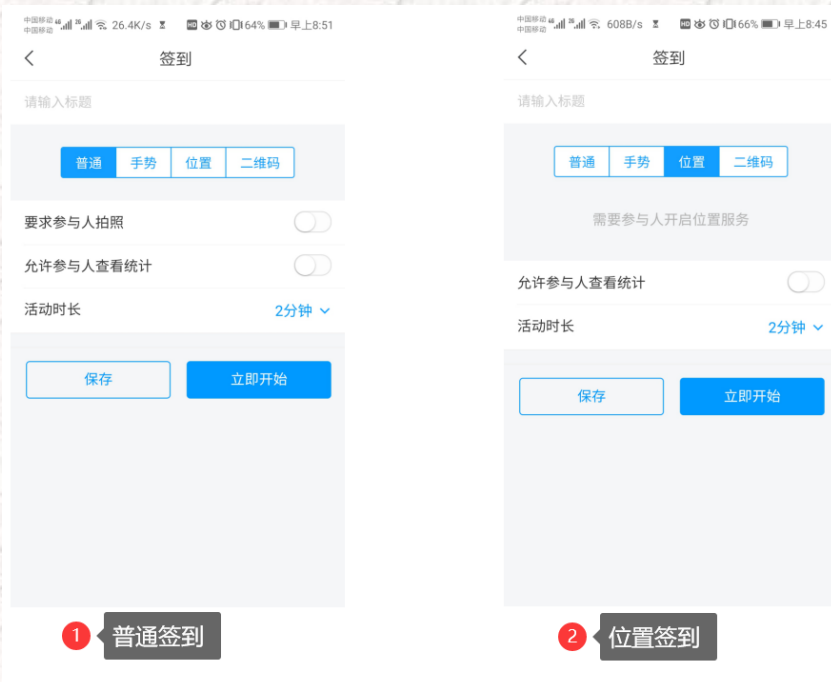 中国移动 46 26 26.4K/s HD 64% 早上8:51
中国移动
签到
请输入标题
普通 手势 位置 二维码
要求参与人拍照
允许参与人查看统计
活动时长 2分钟
保存 立即开始
1 普通签到
中国移动 46 26 608B/s HD 66% 早上8:45
中国移动
签到
请输入标题
普通 手势 位置 二维码
需要参与人开启位置服务
允许参与人查看统计
活动时长 2分钟
保存 立即开始
2 位置签到